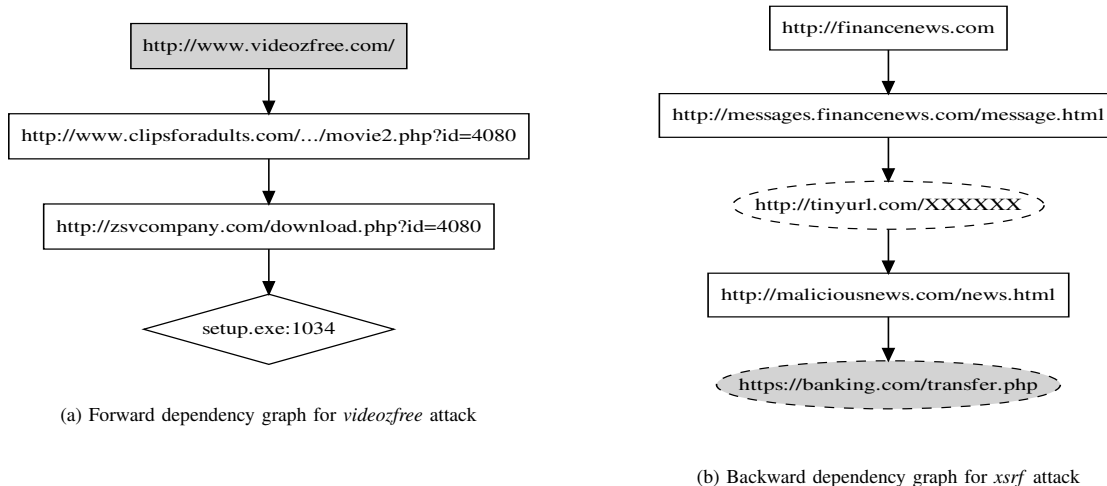 http://www.videozfree.com/
http://www.clipsforadults.com/.../movie2.php?id=4080
http://zsvcompany.com/download.php?id=4080
setup.exe:1034
(a) Forward dependency graph for videozfree attack
http://financenews.com
http://messages.financenews.com/message.html
http://tinyurl.com/XXXXXX
http://maliciousnews.com/news.html
https://banking.com/transfer.php
(b) Backward dependency graph for xsrf attack